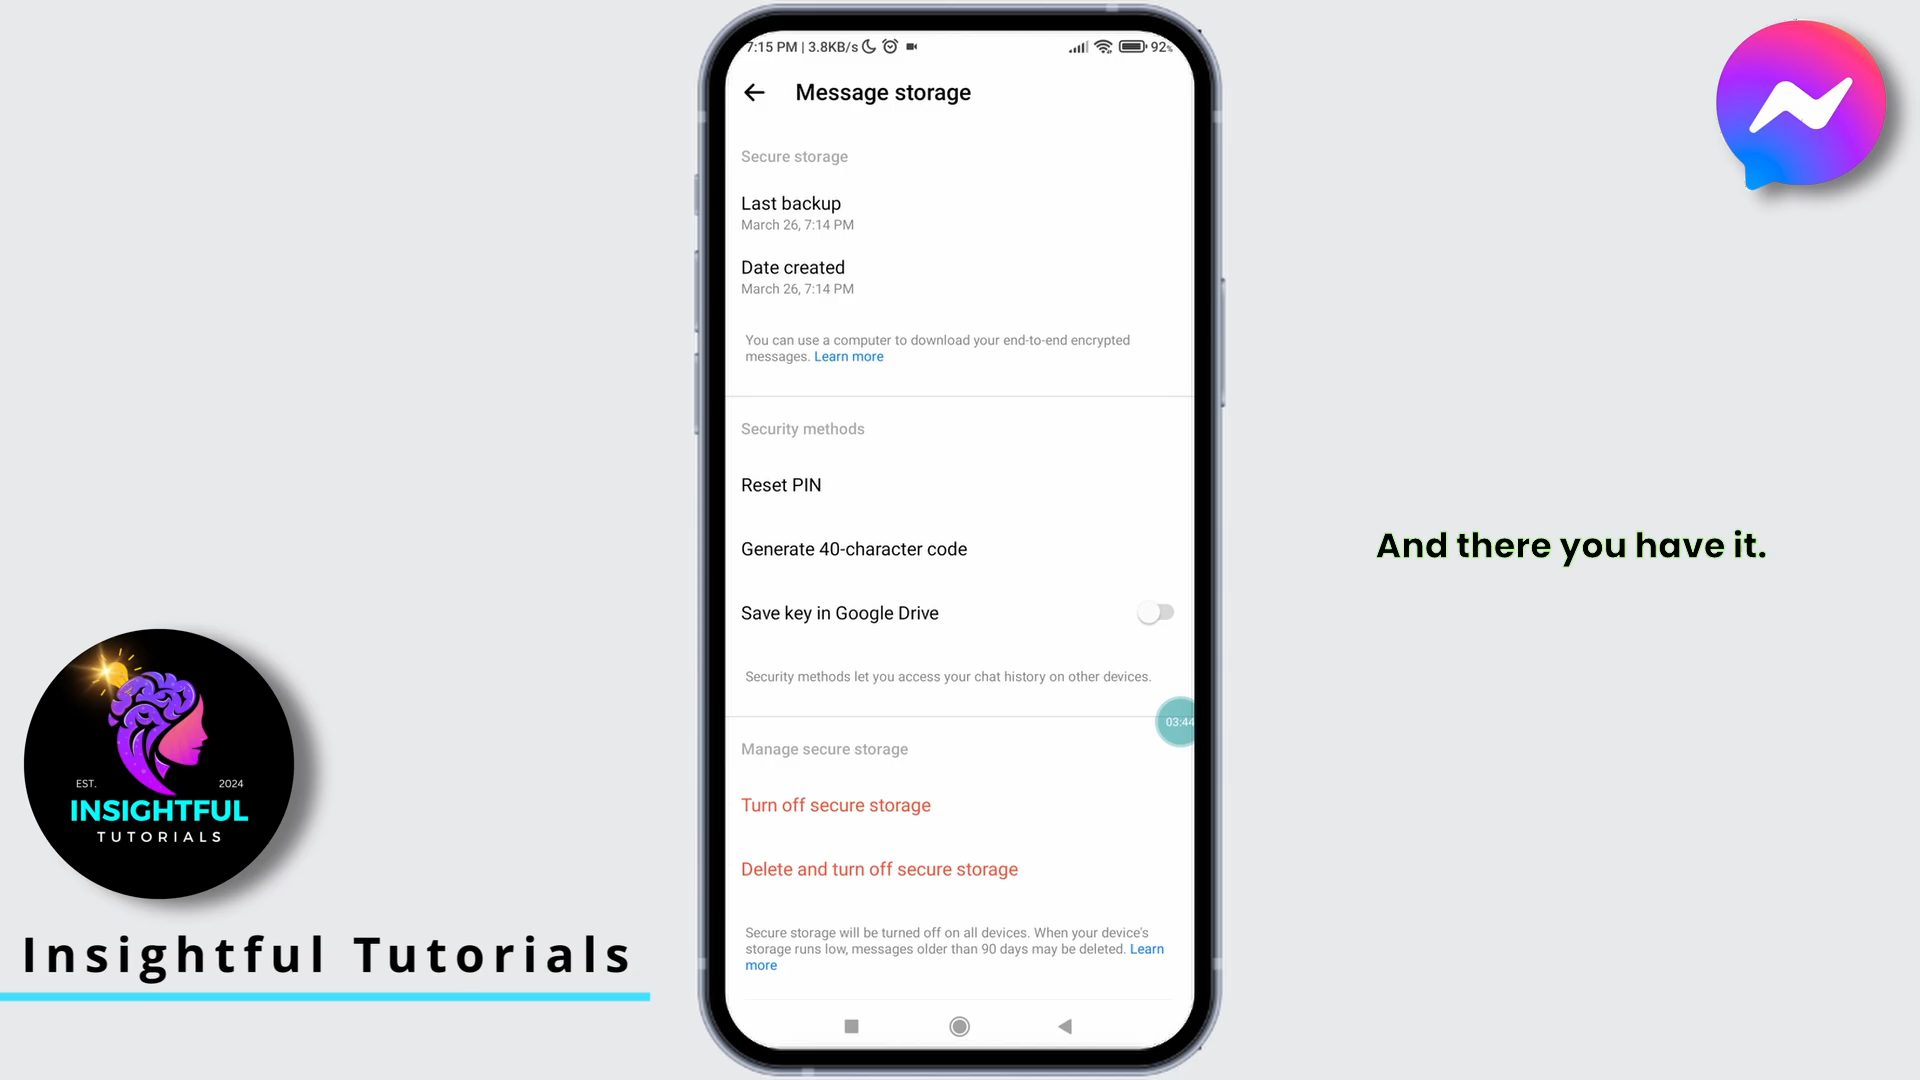 7:15 PM | 3.8KB/s
92%
Message storage
Secure storage
Last backup
March 26, 7:14 PM
Date created
March 26, 7:14 PM
You can use a computer to download your end-to-end encrypted
messages. Learn more
Security methods
Reset PIN
Generate 40-character code
Save key in Google Drive
Security methods let you access your chat history on other devices.
03:44
Manage secure storage
Turn off secure storage
Delete and turn off secure storage
Secure storage will be turned off on all devices. When your device's
storage runs low, messages older than 90 days may be deleted. Learn
more
And there you have it.
EST. 2024
INSIGHTFUL
TUTORIALS
Insightful Tutorials